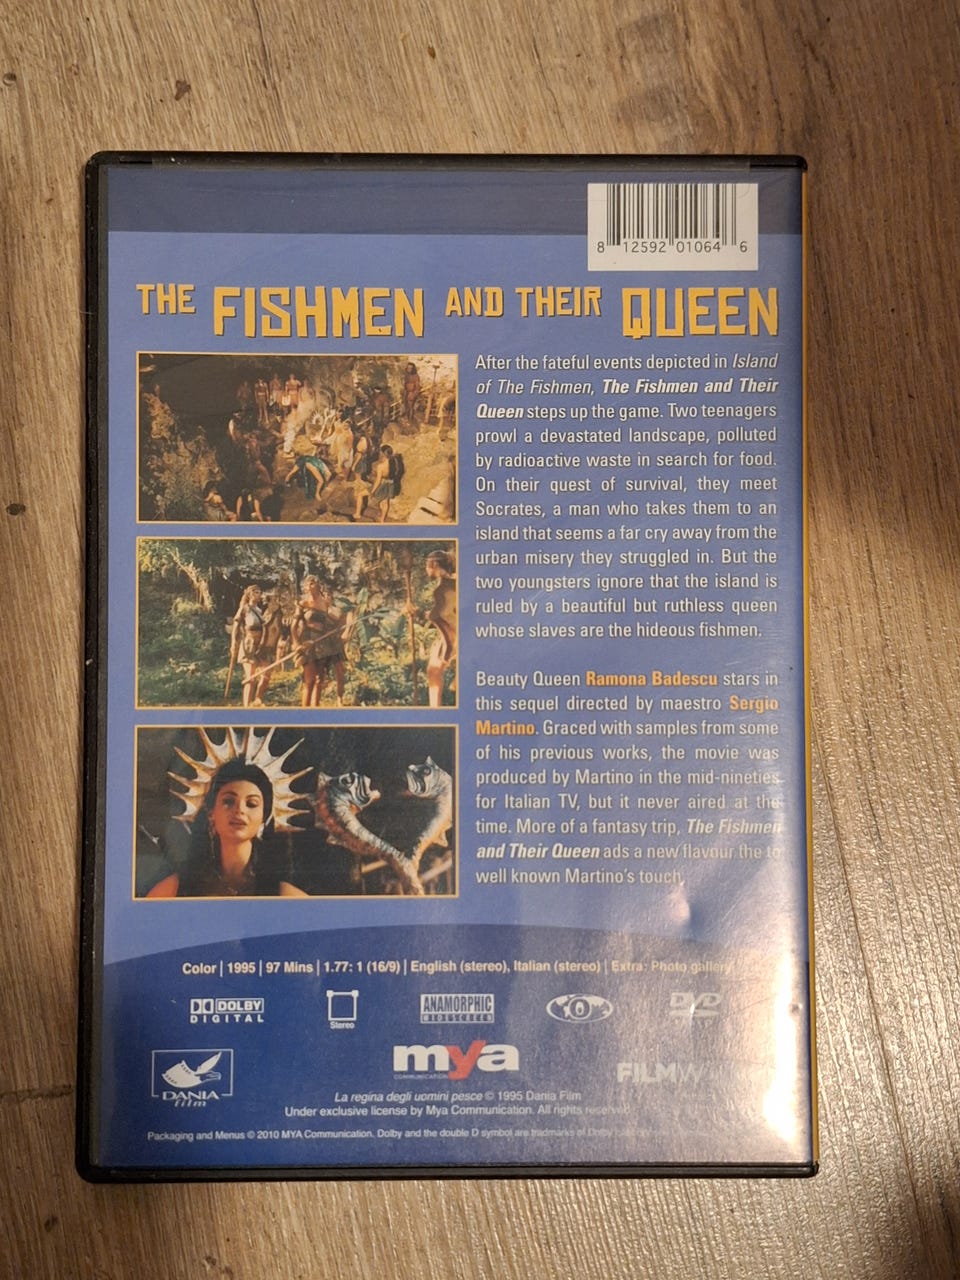 8 12592 01064 6
THE FISHMEN AND THEIR QUEEN
After the fateful events depicted in Island
of The Fishmen, The Fishmen and Their
Queen steps up the game. Two teenagers
prowl a devastated landscape, polluted
by radioactive waste in search for food.
On their quest of survival, they meet
Socrates, a man who takes them to an
island that seems a far cry away from the
urban misery they struggled in. But the
two youngsters ignore that the island is
ruled by a beautiful but ruthless queen
whose slaves are the hideous fishmen.
Beauty Queen Ramona Badescu stars in
this sequel directed by maestro Sergio
Martino. Graced with samples from some
of his previous works, the movie was
produced by Martino in the mid-nineties
for Italian TV, but it never aired at the
time. More of a fantasy trip, The Fishmen
and Their Queen ads a new flavour the to
well known Martino's touch.
Color | 1995 | 97 Mins | 1.77: 1 (16/9) | English (stereo), Italian (stereo) | Extra: Photo gallery
DOLBY
DIGITAL
Stereo
ANAMORPHIC
WIDESCREEN
0
DVD
DANIA
film
mya
COMMUNICATION
FILM
La regina degli uomini pesce © 1995 Dania Film
Under exclusive license by Mya Communication. All rights reserved
Packaging and Menus © 2010 MYA Communication. Dolby and the double D symbol are trademarks of Dolby